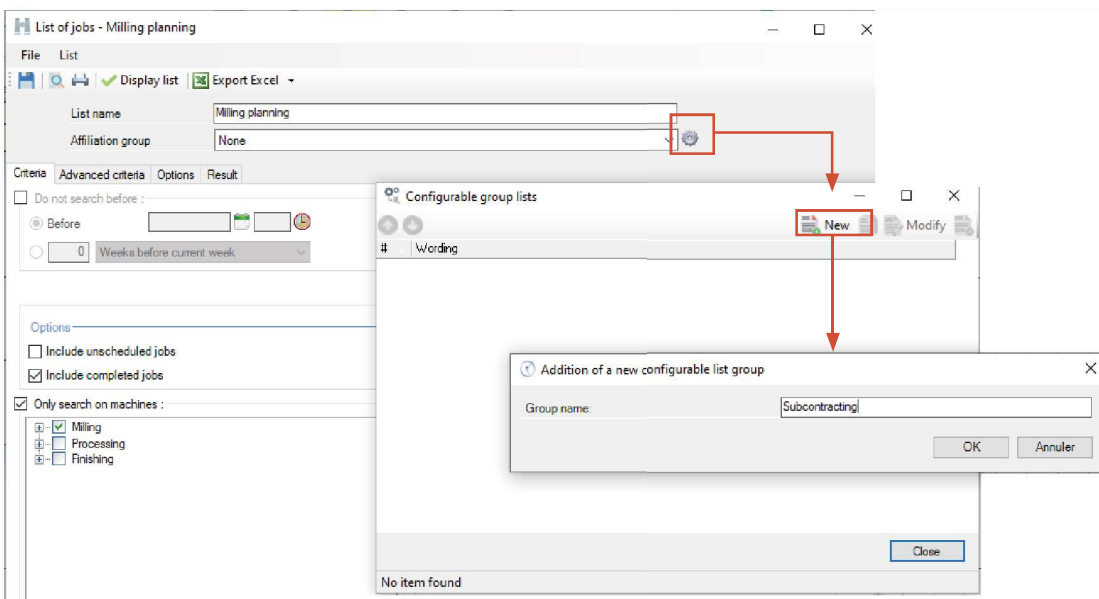 List of jobs - Milling planning
File List
Display list Export Excel
List name Milling planning
Affiliation group None
Criteria Advanced criteria Options Result
Do not search before :
Before
0 Weeks before current week
Options
Include unscheduled jobs
Include completed jobs
Only search on machines :
Milling
Processing
Finishing
Configurable group lists
New Modify
# Wording
Addition of a new configurable list group
Group name: Subcontracting
OK Annuler
Close
No item found